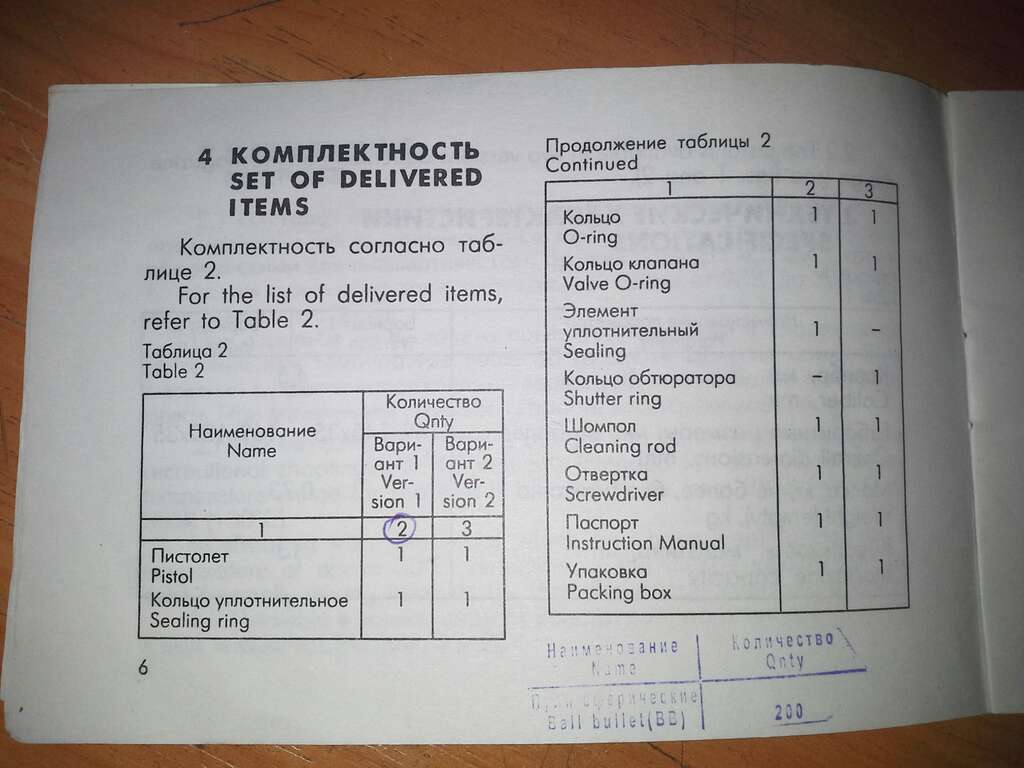 4 КОМПЛЕКТНОСТЬ
SET OF DELIVERED
ITEMS
Комплектность согласно таб-
лице 2.
For the list of delivered items,
refer to Table 2.
Таблица 2
Table 2
Наименование
Name
Количество
Qnty
Вари-
ант 1
Ver-
sion 1
Вари-
ант 2
Ver-
sion 2
1 2 3
Пистолет 1 1
Pistol
Кольцо уплотнительное 1 1
Sealing ring
6
Продолжение таблицы 2
Continued
1 2 3
Кольцо 1 1
O-ring
Кольцо клапана 1 1
Valve O-ring
Элемент
уплотнительный 1 –
Sealing
Кольцо обтюратора – 1
Shutter ring
Шомпол 1 1
Cleaning rod
Отвертка 1 1
Screwdriver
Паспорт 1 1
Instruction Manual
Упаковка 1 1
Packing box
Наименование Количество
Name Qnty
Пули сферические
Ball bullet(BB) 200